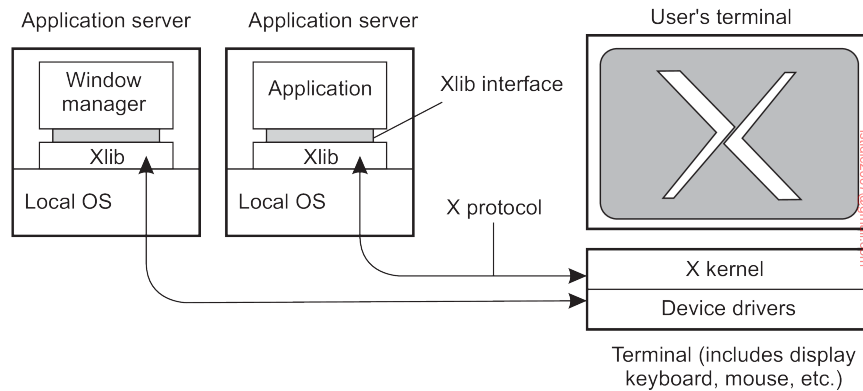 Application server
Application server
User's terminal
Window
manager
Application
Xlib interface
Xlib
Xlib
Local OS
Local OS
X protocol
X kernel
Device drivers
Terminal (includes display
keyboard, mouse, etc.)